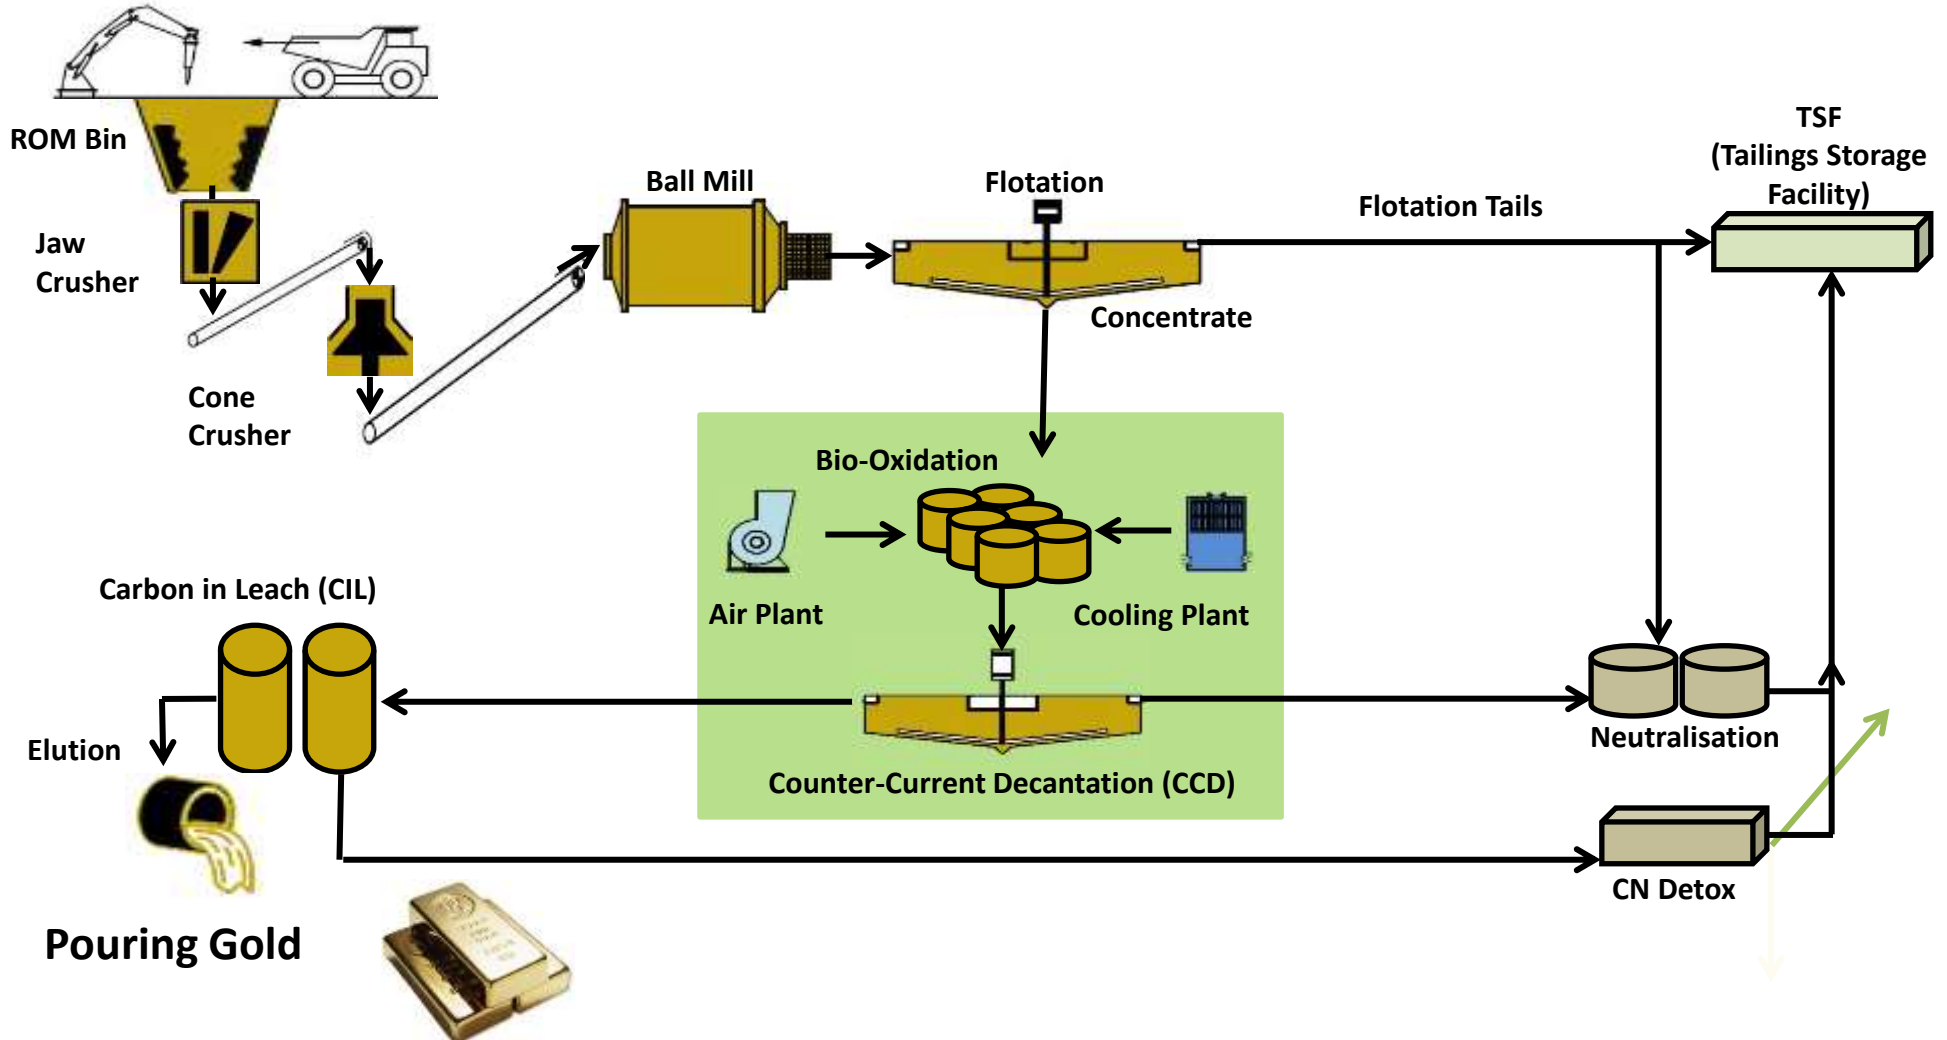 ROM Bin
Jaw
Crusher
Cone
Crusher
Ball Mill
Flotation
Concentrate
Flotation Tails
TSF
(Tailings Storage
Facility)
Bio-Oxidation
Air Plant
Cooling Plant
Counter-Current Decantation (CCD)
Carbon in Leach (CIL)
Elution
Neutralisation
CN Detox
Pouring Gold